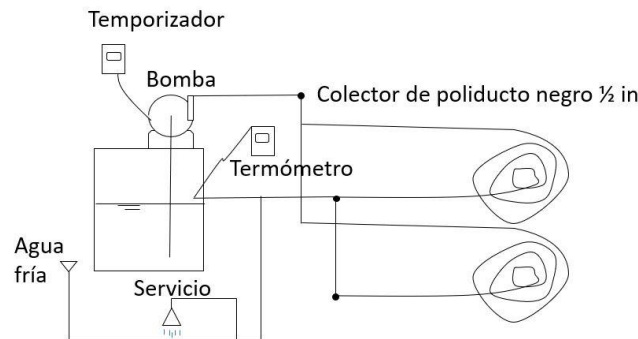 Temporizador
Bomba
Colector de poliducto negro ½ in
Termómetro
Agua
fría
Servicio